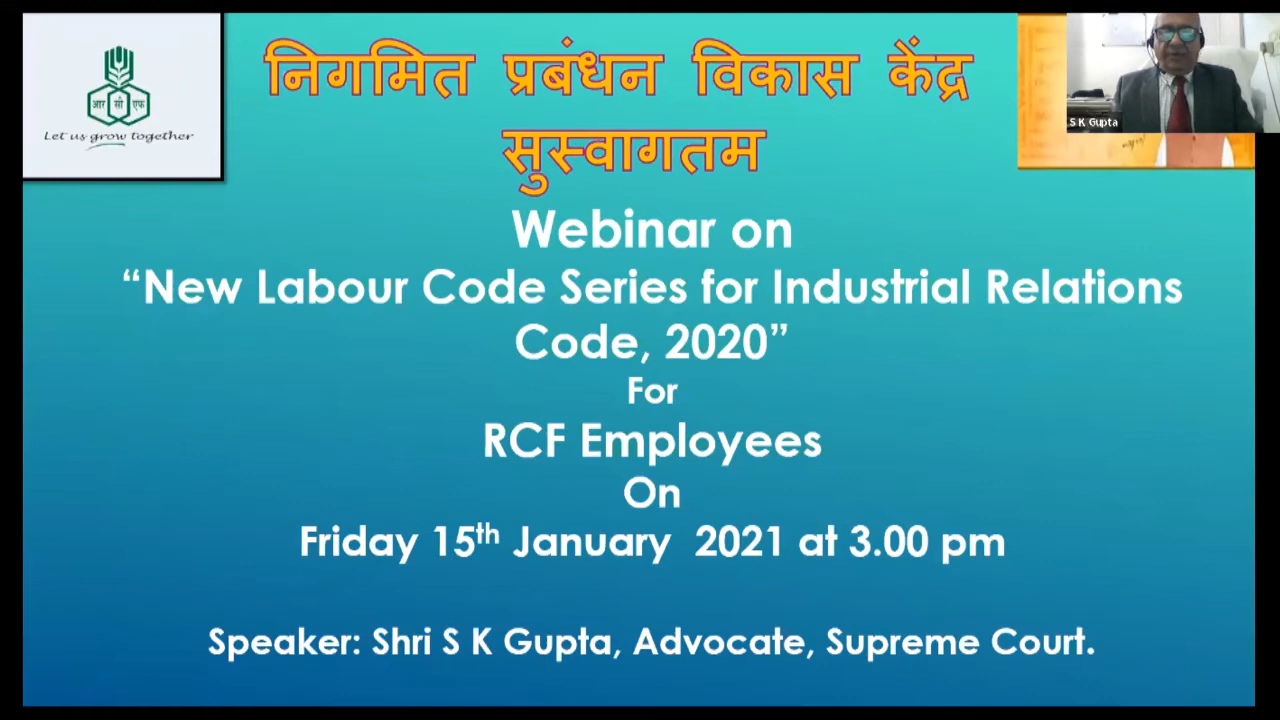 निगमित प्रबंधन विकास केंद्र
सुस्वागतम
आर सी एफ
Let us grow together
S K Gupta
Webinar on
“New Labour Code Series for Industrial Relations
Code, 2020”
For
RCF Employees
On
Friday 15th January 2021 at 3.00 pm
Speaker: Shri S K Gupta, Advocate, Supreme Court.